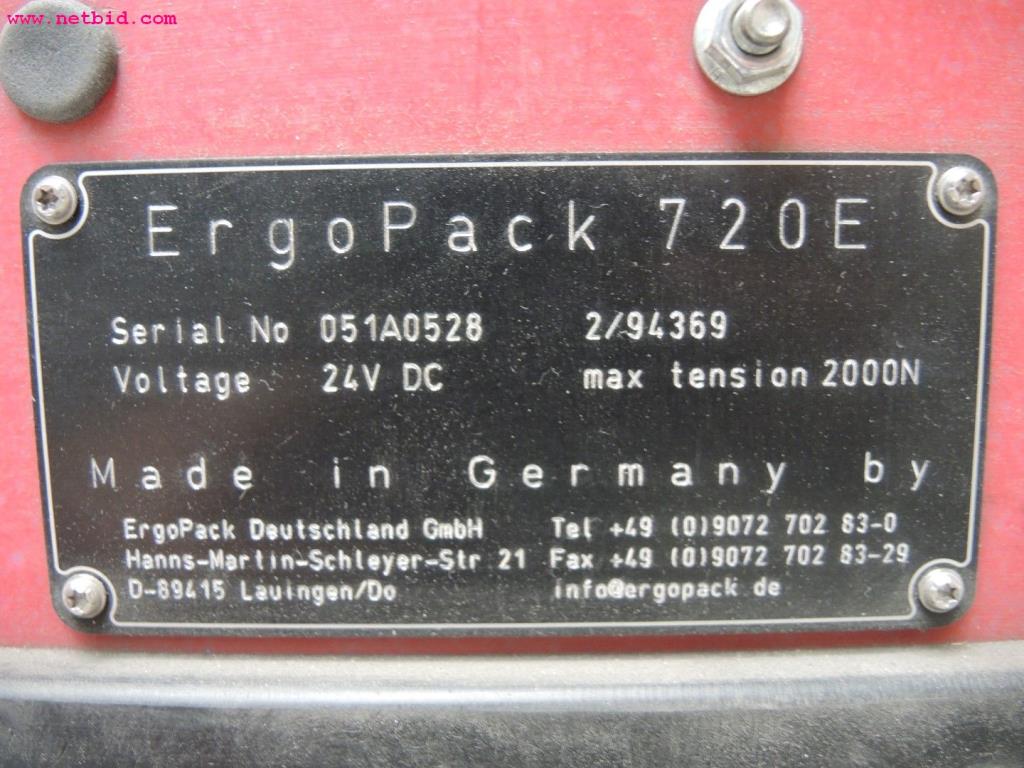 www.netbid.com
ErgoPack 720E
Serial No 051A0528 2/94369
Voltage 24V DC max tension 2000N
Made in Germany by
ErgoPack Deutschland GmbH Tel +49 (0)9072 702 83-0
Hanns-Martin-Schleyer-Str 21 Fax +49 (0)9072 702 83-29
D-89415 Lauingen/Do info@ergopack de